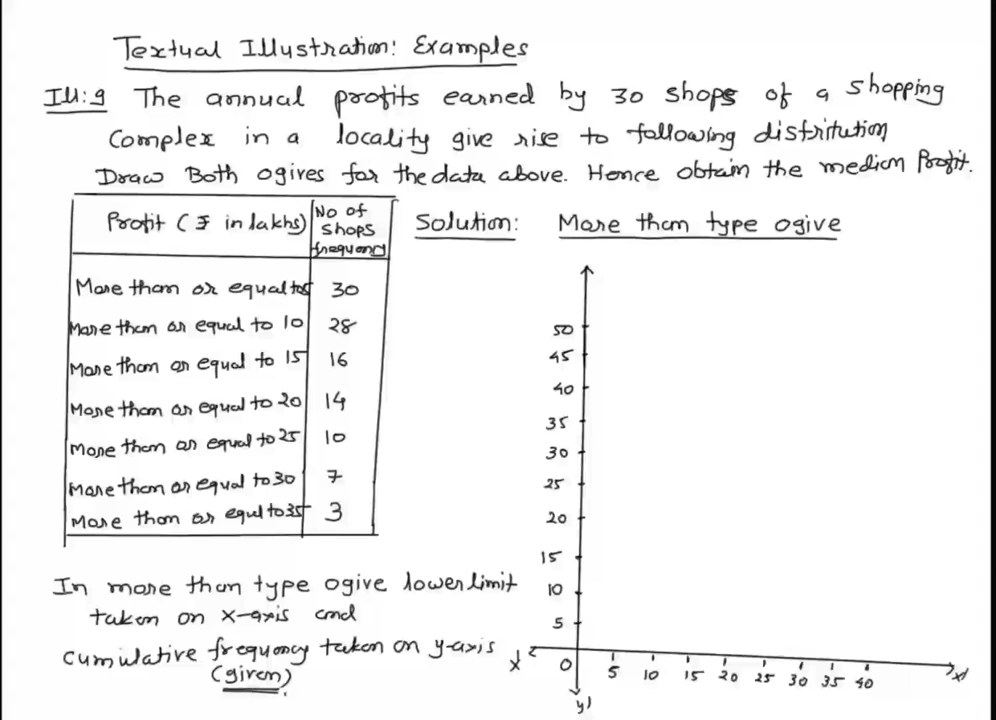 Textual Illustration: Examples
Ill:9 The annual profits earned by 30 shops of a shopping
Complex in a locality give rise to following distritution
Draw Both ogives for the data above. Hence obtain the median Profit.
Profit (₹ in lakhs) No of shops frequency
More than or equal to 5 30
More than or equal to 10 28
More than or equal to 15 16
More than or equal to 20 14
More than or equal to 25 10
More than or equal to 30 7
More than or equl to 35 3
In more than type ogive lower limit
taken on x-axis and
cumulative frequency taken on y-axis
(given)
Solution: More than type ogive
50
45
40
35
30
25
20
15
10
5
x' 0 5 10 15 20 25 30 35 40 x
y'